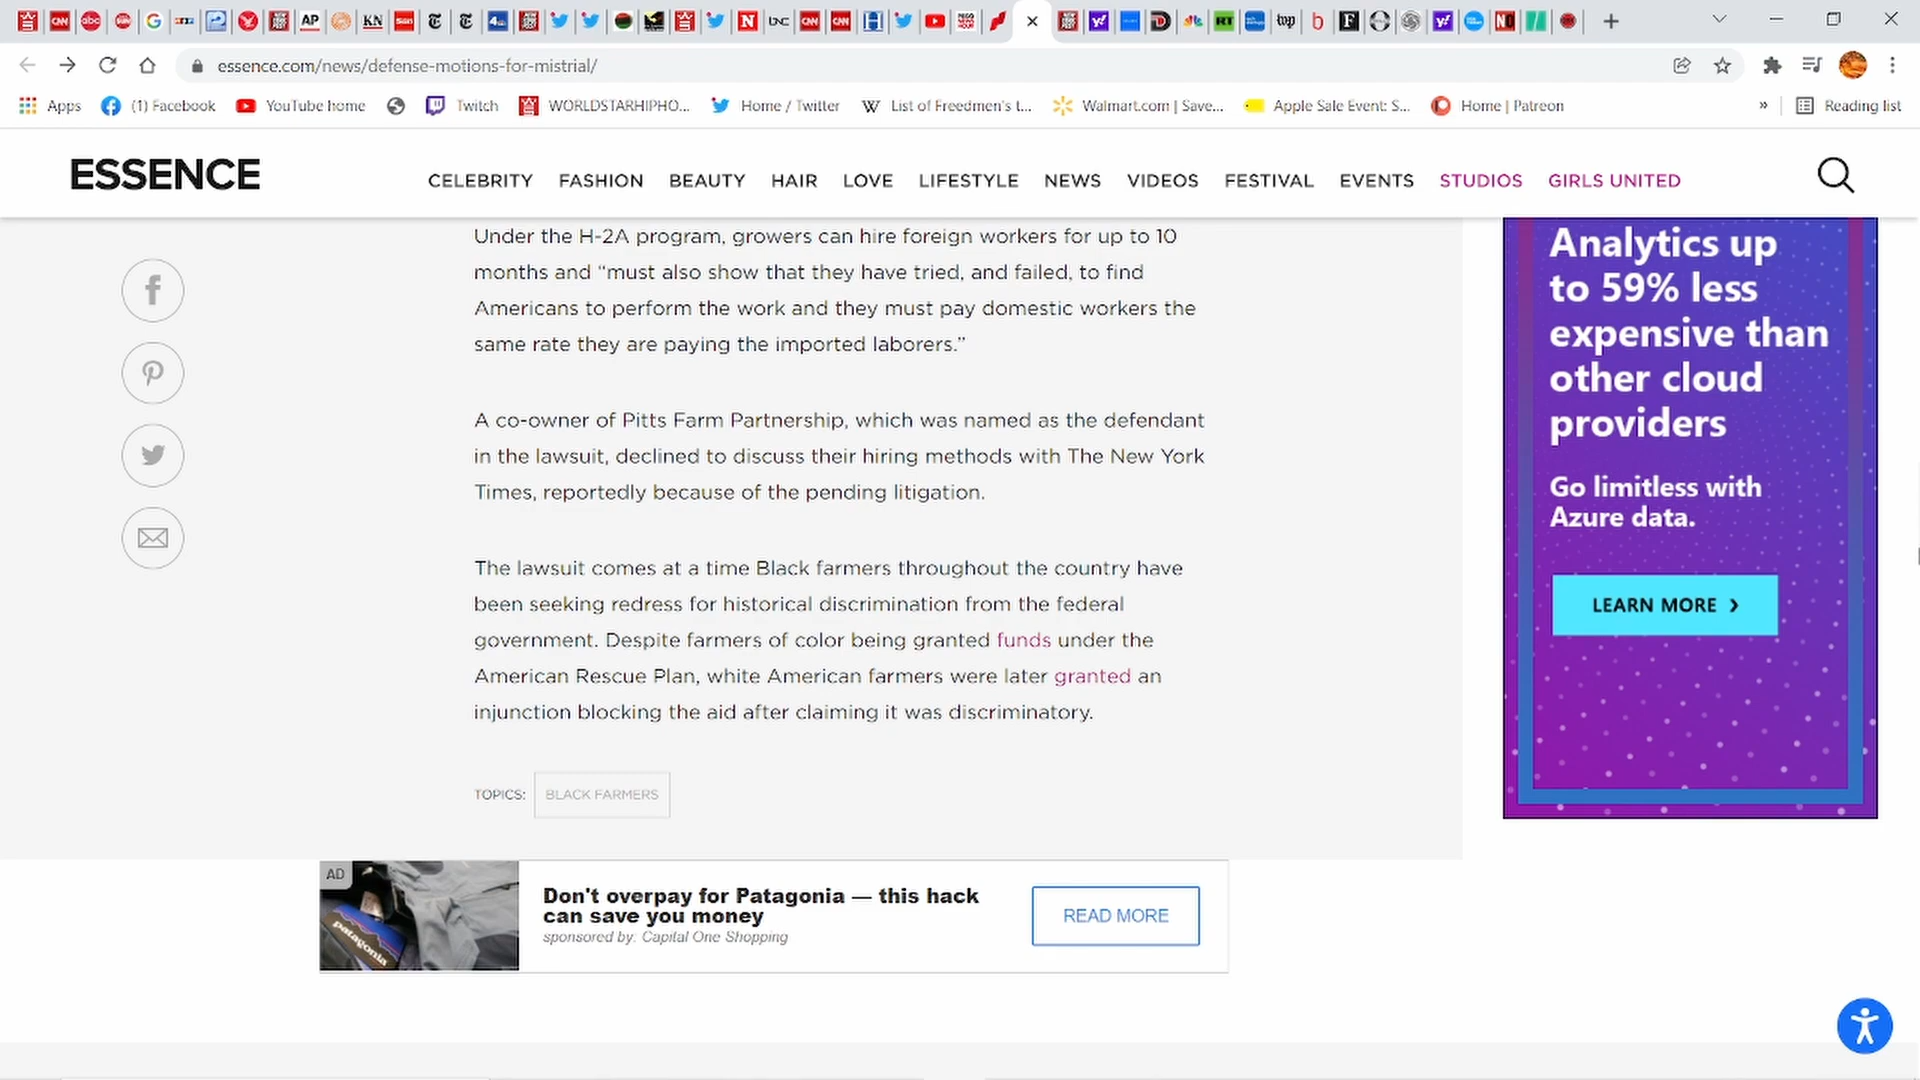 essence.com/news/defense-motions-for-mistrial/
Apps
(1) Facebook
YouTube home
Twitch
WORLDSTARHIPHO...
Home / Twitter
List of Freedmen's t...
Walmart.com | Save...
Apple Sale Event: S...
Home | Patreon
»
Reading list
ESSENCE
CELEBRITY
FASHION
BEAUTY
HAIR
LOVE
LIFESTYLE
NEWS
VIDEOS
FESTIVAL
EVENTS
STUDIOS
GIRLS UNITED
Under the H-2A program, growers can hire foreign workers for up to 10
months and “must also show that they have tried, and failed, to find
Americans to perform the work and they must pay domestic workers the
same rate they are paying the imported laborers.”
A co-owner of Pitts Farm Partnership, which was named as the defendant
in the lawsuit, declined to discuss their hiring methods with The New York
Times, reportedly because of the pending litigation.
The lawsuit comes at a time Black farmers throughout the country have
been seeking redress for historical discrimination from the federal
government. Despite farmers of color being granted funds under the
American Rescue Plan, white American farmers were later granted an
injunction blocking the aid after claiming it was discriminatory.
TOPICS:
BLACK FARMERS
Analytics up
to 59% less
expensive than
other cloud
providers
Go limitless with
Azure data.
LEARN MORE
AD
patagonia
Don't overpay for Patagonia — this hack
can save you money
sponsored by: Capital One Shopping
READ MORE